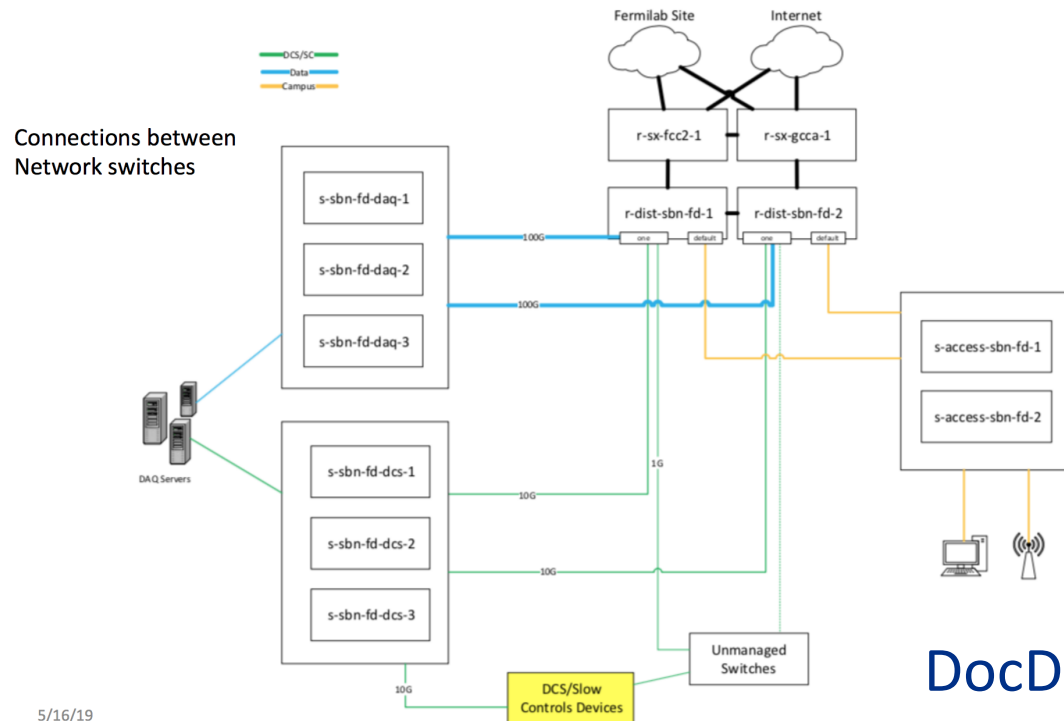 Fermilab Site
Internet
DCS/SC
Data
Campus
Connections between
Network switches
r-sx-fcc2-1
r-sx-gcca-1
s-sbn-fd-daq-1
s-sbn-fd-daq-2
s-sbn-fd-daq-3
r-dist-sbn-fd-1
r-dist-sbn-fd-2
one
default
one
default
100G
100G
s-access-sbn-fd-1
s-access-sbn-fd-2
DAQ Servers
s-sbn-fd-dcs-1
s-sbn-fd-dcs-2
s-sbn-fd-dcs-3
1G
10G
10G
10G
Unmanaged
Switches
DCS/Slow
Controls Devices
DocD
5/16/19